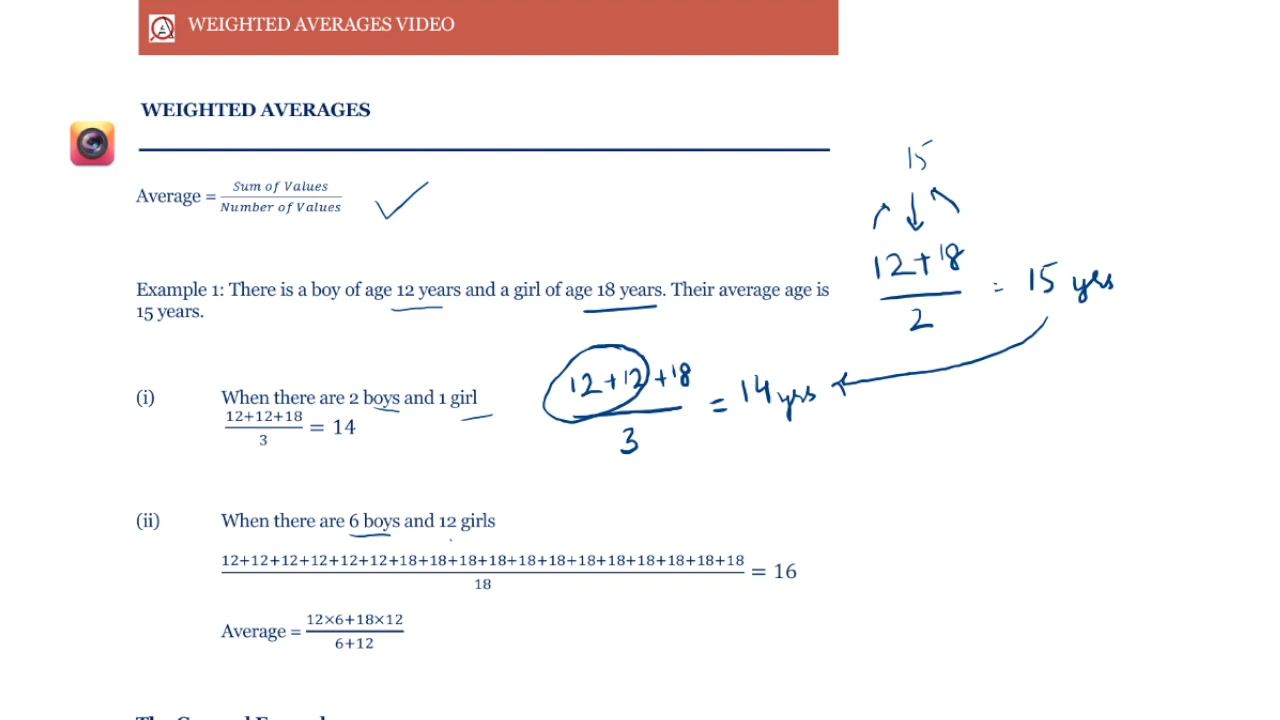 WEIGHTED AVERAGES VIDEO
WEIGHTED AVERAGES
Average = Sum of Values / Number of Values
15
12+18 / 2 = 15 yrs
Example 1: There is a boy of age 12 years and a girl of age 18 years. Their average age is
15 years.
12+12+18 / 3 = 14 yrs
(i) When there are 2 boys and 1 girl
12+12+18 / 3 = 14
(ii) When there are 6 boys and 12 girls
12+12+12+12+12+12+18+18+18+18+18+18+18+18+18+18+18+18 / 18 = 16
Average = 12×6+18×12 / 6+12